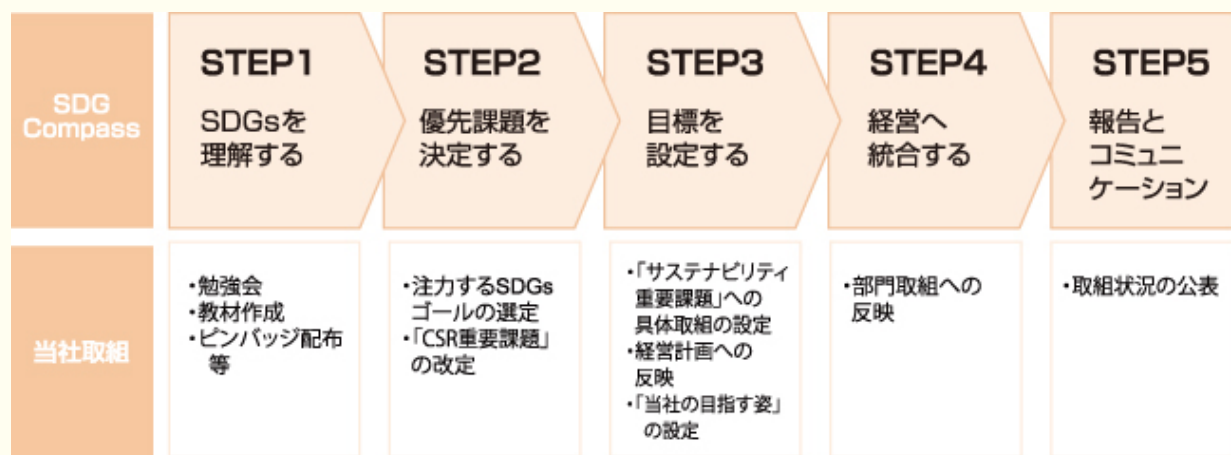 SDG
Compass
STEP1
SDGsを
理解する
STEP2
優先課題を
決定する
STEP3
目標を
設定する
STEP4
経営へ
統合する
STEP5
報告と
コミュニ
ケーション
当社取組
・勉強会
・教材作成
・ピンバッジ配布
等
・注力するSDGs
ゴールの選定
・「CSR重要課題」
の改定
・「サステナビリティ
重要課題」への
具体取組の設定
・経営計画への
反映
・「当社の目指す姿」
の設定
・部門取組への
反映
・取組状況の公表